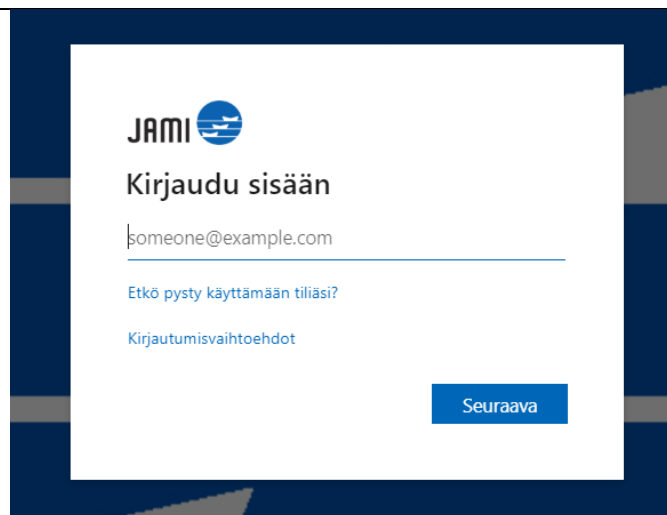 JAMI
Kirjaudu sisään
someone@example.com
Etkö pysty käyttämään tiliäsi?
Kirjautumisvaihtoehdot
Seuraava